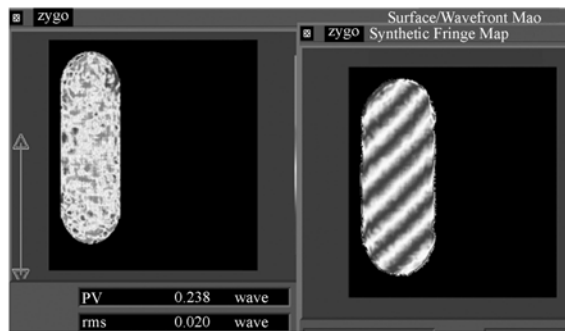 zygo
Surface/Wavefront Mao
zygo Synthetic Fringe Map
PV 0.238 wave
rms 0.020 wave